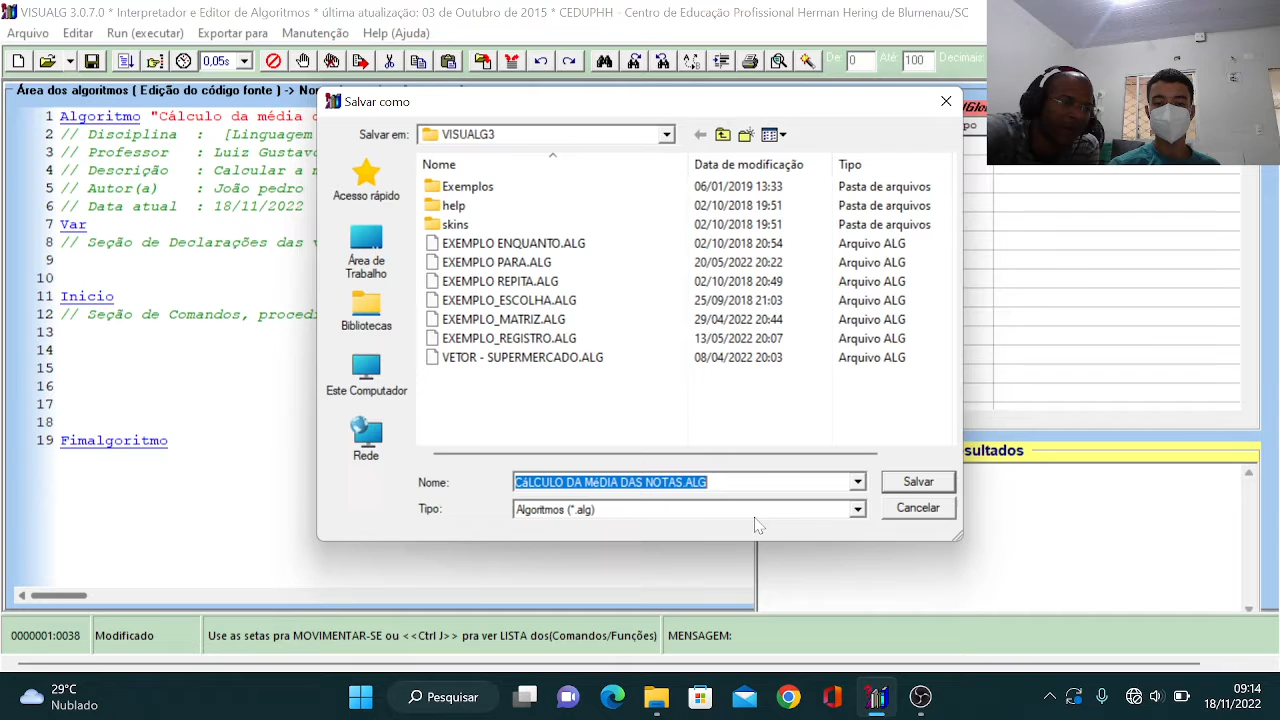 VISUALG 3.0.7.0 * Interpretador e Editor de Algoritmos * última atualização: 03 de Outubro de 2015 * CEDUPHH – Centro de Educação Profissional Herman Hering de Blumenau/SC
Arquivo Editar Run (executar) Exportar para Manutenção Help (Ajuda)
0,05s De: 0 Até: 100 Decimais:
Área dos algoritmos ( Edição do código fonte ) -> No
Salvar como
Salvar em: VISUALG3
Nome Data de modificação Tipo
Exemplos 06/01/2019 13:33 Pasta de arquivos
help 02/10/2018 19:51 Pasta de arquivos
skins 02/10/2018 19:51 Pasta de arquivos
EXEMPLO ENQUANTO.ALG 02/10/2018 20:54 Arquivo ALG
EXEMPLO PARA.ALG 20/05/2022 20:22 Arquivo ALG
EXEMPLO REPITA.ALG 02/10/2018 20:49 Arquivo ALG
EXEMPLO_ESCOLHA.ALG 25/09/2018 21:03 Arquivo ALG
EXEMPLO_MATRIZ.ALG 29/04/2022 20:44 Arquivo ALG
EXEMPLO_REGISTRO.ALG 13/05/2022 20:07 Arquivo ALG
VETOR - SUPERMERCADO.ALG 08/04/2022 20:03 Arquivo ALG
Acesso rápido
Área de
Trabalho
Bibliotecas
Este Computador
Rede
Nome: CáLCULO DA MéDIA DAS NOTAS.ALG Salvar
Tipo: Algoritmos (*.alg) Cancelar
1 Algoritmo "Cálculo da média
2 // Disciplina : [Linguagem
3 // Professor : Luiz Gustav
4 // Descrição : Calcular a
5 // Autor(a) : João pedro
6 // Data atual : 18/11/2022
7 Var
8 // Seção de Declarações das
9
10
11 Inicio
12 // Seção de Comandos, proced
13
14
15
16
17
18
19 Fimalgoritmo
sultados
0000001:0038 Modificado Use as setas pra MOVIMENTAR-SE ou <<Ctrl J>> pra ver LISTA dos(Comandos/Funções) MENSAGEM:
29°C
Nublado
Pesquisar
09:14
18/11/2022